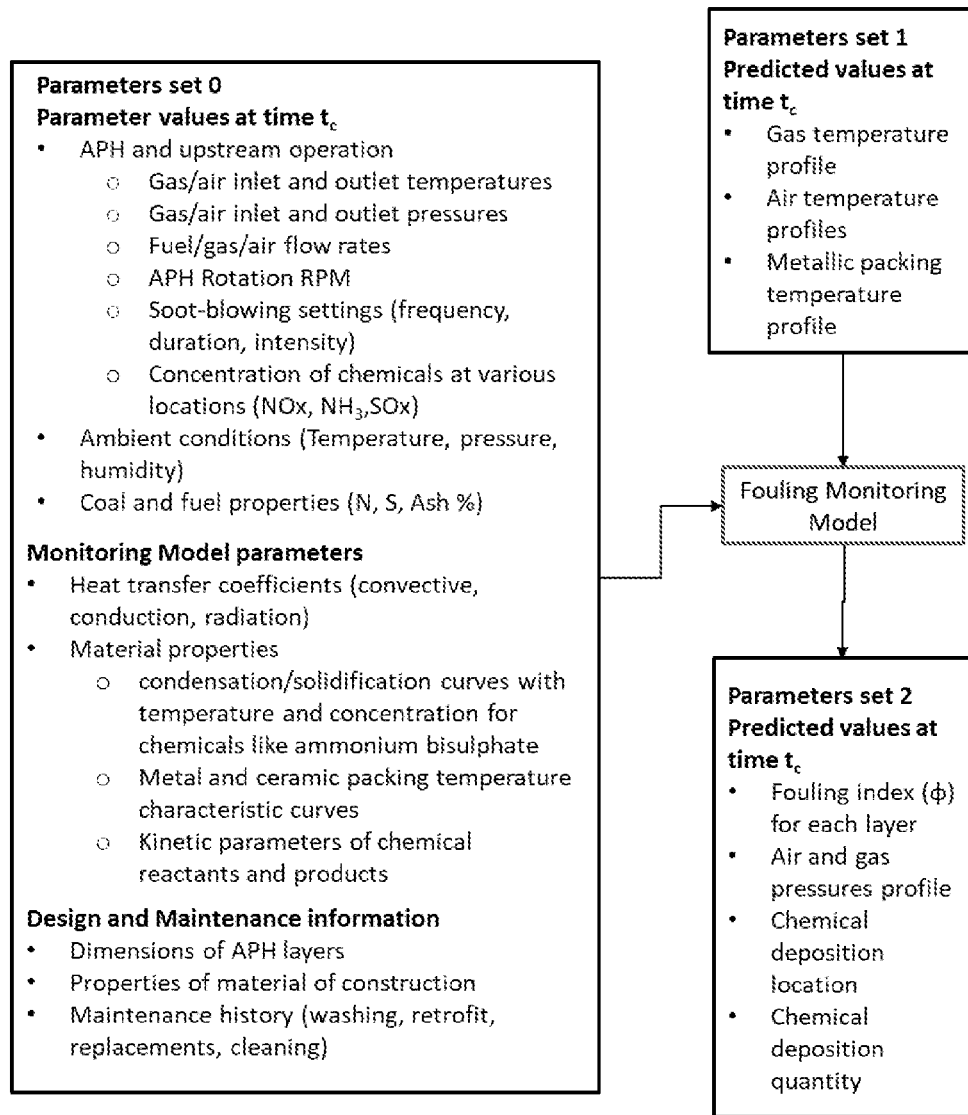 Parameters set 0
Parameter values at time t_c
• APH and upstream operation
○ Gas/air inlet and outlet temperatures
○ Gas/air inlet and outlet pressures
○ Fuel/gas/air flow rates
○ APH Rotation RPM
○ Soot-blowing settings (frequency,
duration, intensity)
○ Concentration of chemicals at various
locations (NOx, NH₃,SOx)
• Ambient conditions (Temperature, pressure,
humidity)
• Coal and fuel properties (N, S, Ash %)
Monitoring Model parameters
• Heat transfer coefficients (convective,
conduction, radiation)
• Material properties
○ condensation/solidification curves with
temperature and concentration for
chemicals like ammonium bisulphate
○ Metal and ceramic packing temperature
characteristic curves
○ Kinetic parameters of chemical
reactants and products
Design and Maintenance information
• Dimensions of APH layers
• Properties of material of construction
• Maintenance history (washing, retrofit,
replacements, cleaning)
Parameters set 1
Predicted values at
time t_c
• Gas temperature
profile
• Air temperature
profiles
• Metallic packing
temperature
profile
Fouling Monitoring
Model
Parameters set 2
Predicted values at
time t_c
• Fouling index (ϕ)
for each layer
• Air and gas
pressures profile
• Chemical
deposition
location
• Chemical
deposition
quantity